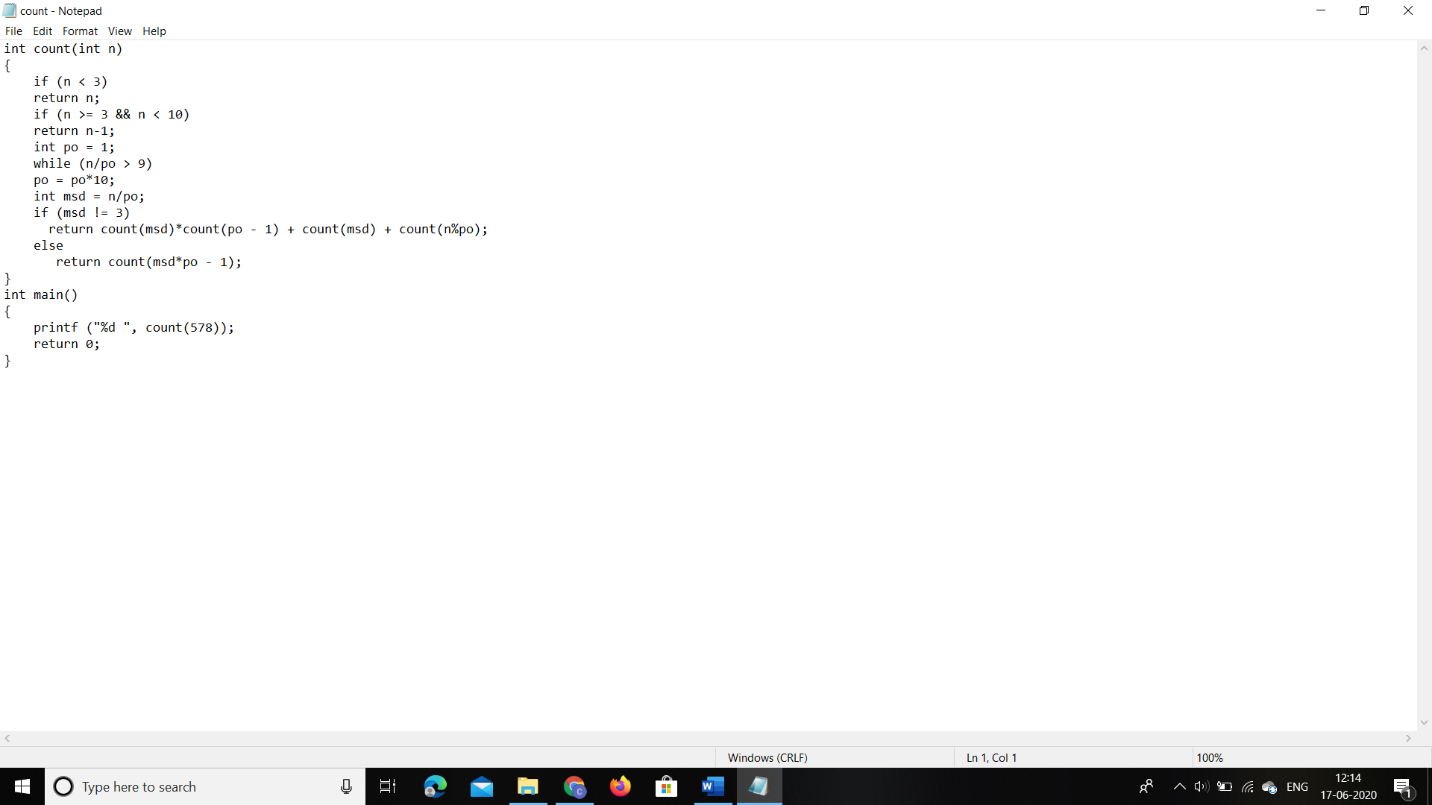 count - Notepad
File Edit Format View Help
int count(int n)
{
    if (n < 3)
    return n;
    if (n >= 3 && n < 10)
    return n-1;
    int po = 1;
    while (n/po > 9)
    po = po*10;
    int msd = n/po;
    if (msd != 3)
      return count(msd)*count(po - 1) + count(msd) + count(n%po);
    else
       return count(msd*po - 1);
}
int main()
{
    printf ("%d ", count(578));
    return 0;
}
Windows (CRLF) Ln 1, Col 1 100%
Type here to search
ENG
12:14
17-06-2020
1